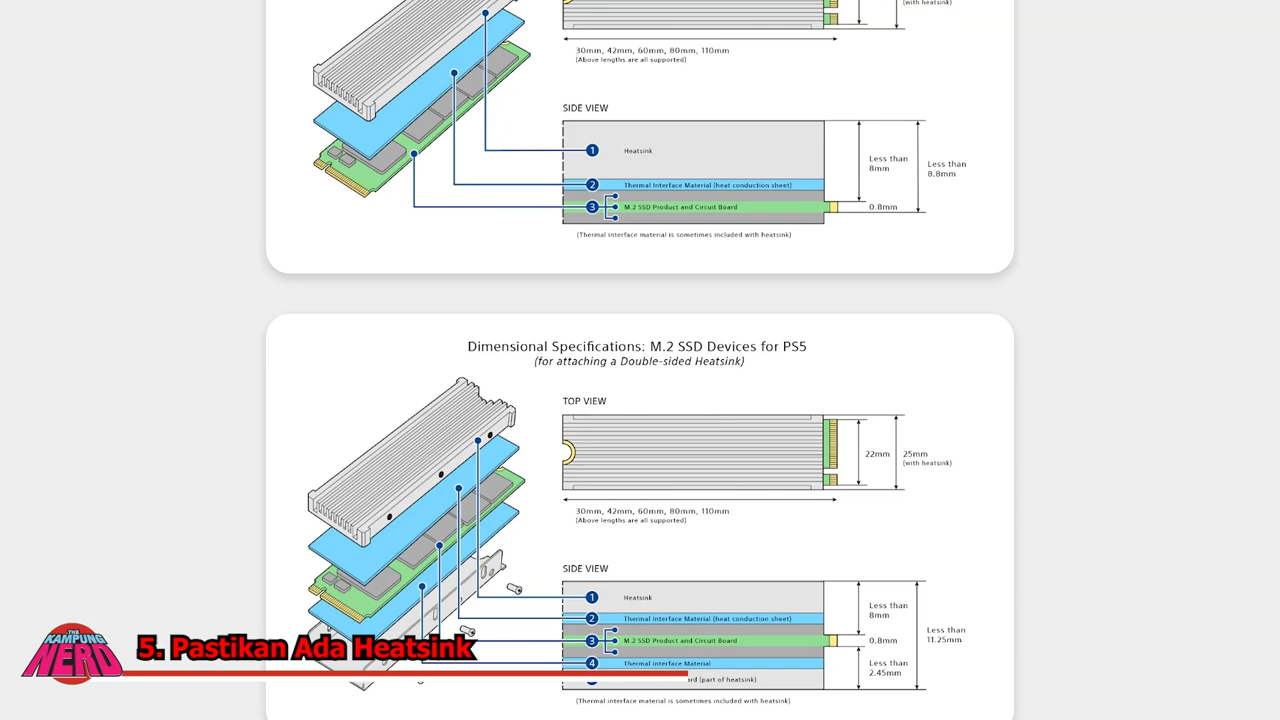 (with heatsink)
30mm, 42mm, 60mm, 80mm, 110mm
(Above lengths are all supported)
SIDE VIEW
1
Heatsink
2
Thermal Interface Material (heat conduction sheet)
3
M.2 SSD Product and Circuit Board
Less than
8mm
Less than
8.8mm
0.8mm
(Thermal interface material is sometimes included with heatsink)
Dimensional Specifications: M.2 SSD Devices for PS5
(for attaching a Double-sided Heatsink)
TOP VIEW
22mm
25mm
(with heatsink)
30mm, 42mm, 60mm, 80mm, 110mm
(Above lengths are all supported)
SIDE VIEW
1
Heatsink
2
Thermal Interface Material (heat conduction sheet)
3
M.2 SSD Product and Circuit Board
4
Thermal Interface Material
(part of heatsink)
Less than
8mm
0.8mm
Less than
2.45mm
Less than
11.25mm
(Thermal interface material is sometimes included with heatsink)
THE
KAMPUNG
NERD
5. Pastikan Ada Heatsink